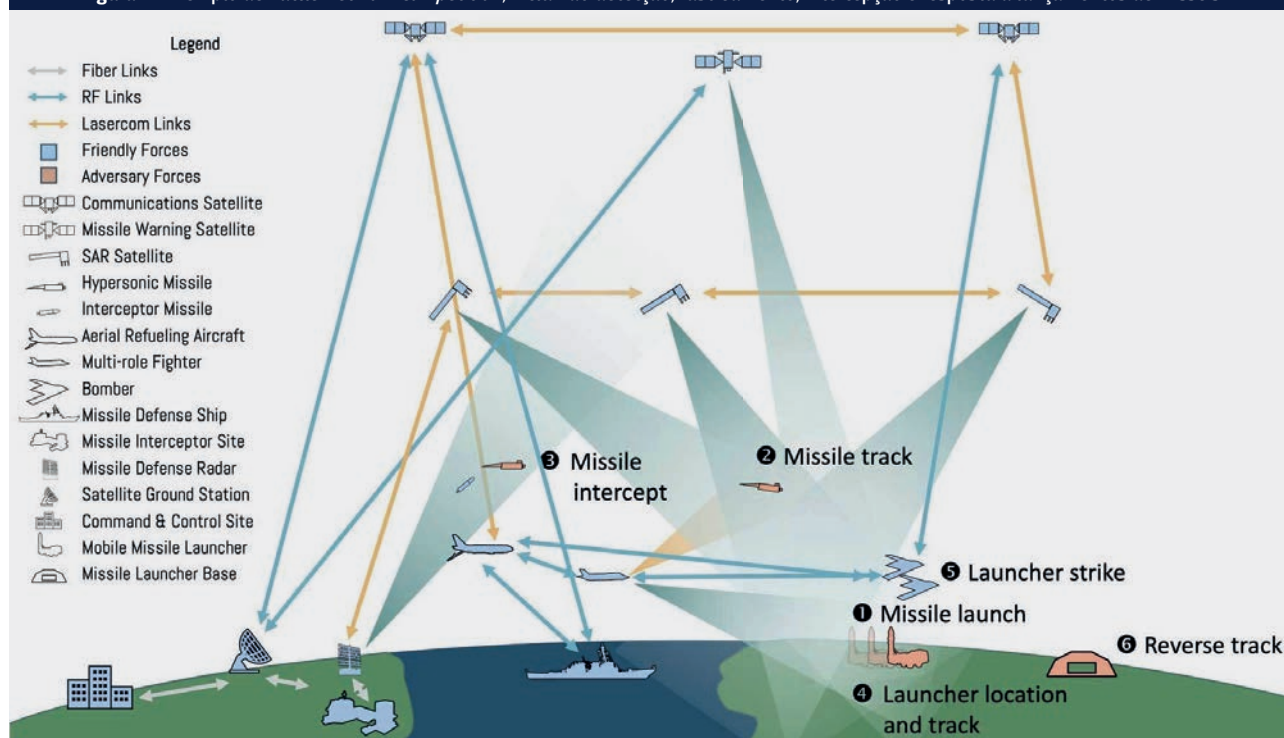 Legend
Fiber Links
RF Links
Lasercom Links
Friendly Forces
Adversary Forces
Communications Satellite
Missile Warning Satellite
SAR Satellite
Hypersonic Missile
Interceptor Missile
Aerial Refueling Aircraft
Multi-role Fighter
Bomber
Missile Defense Ship
Missile Interceptor Site
Missile Defense Radar
Satellite Ground Station
Command & Control Site
Mobile Missile Launcher
Missile Launcher Base
❸ Missile
intercept
❷ Missile track
❺ Launcher strike
❶ Missile launch
❻ Reverse track
❹ Launcher location
and track